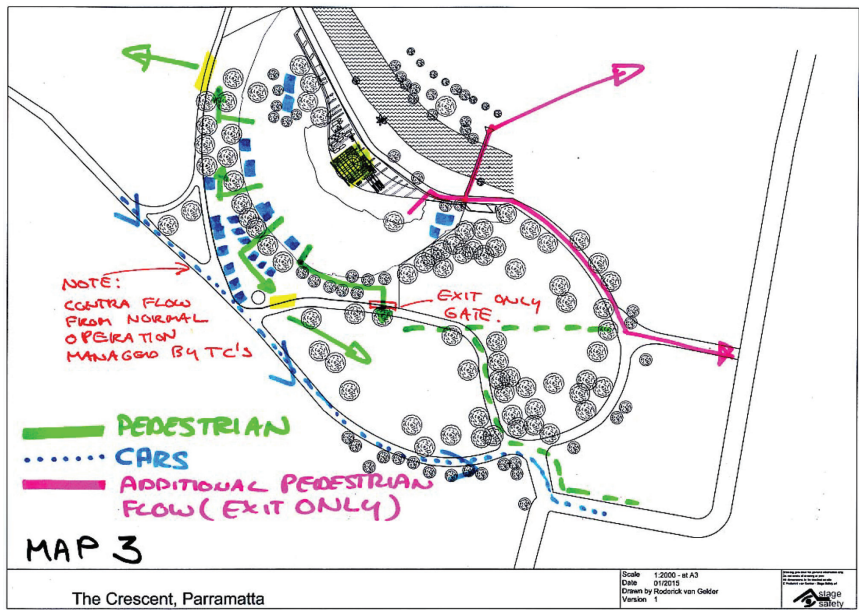 NOTE:
CONTRA FLOW
FROM NORMAL
OPERATION
MANAGED BY TC'S
EXIT ONLY
GATE.
PEDESTRIAN
CARS
ADDITIONAL PEDESTRIAN
FLOW (EXIT ONLY)
MAP 3
The Crescent, Parramatta
Scale 1:2000 - at A3
Date 01/2015
Drawn by Roderick van Gelder
Version 1
stage
safety